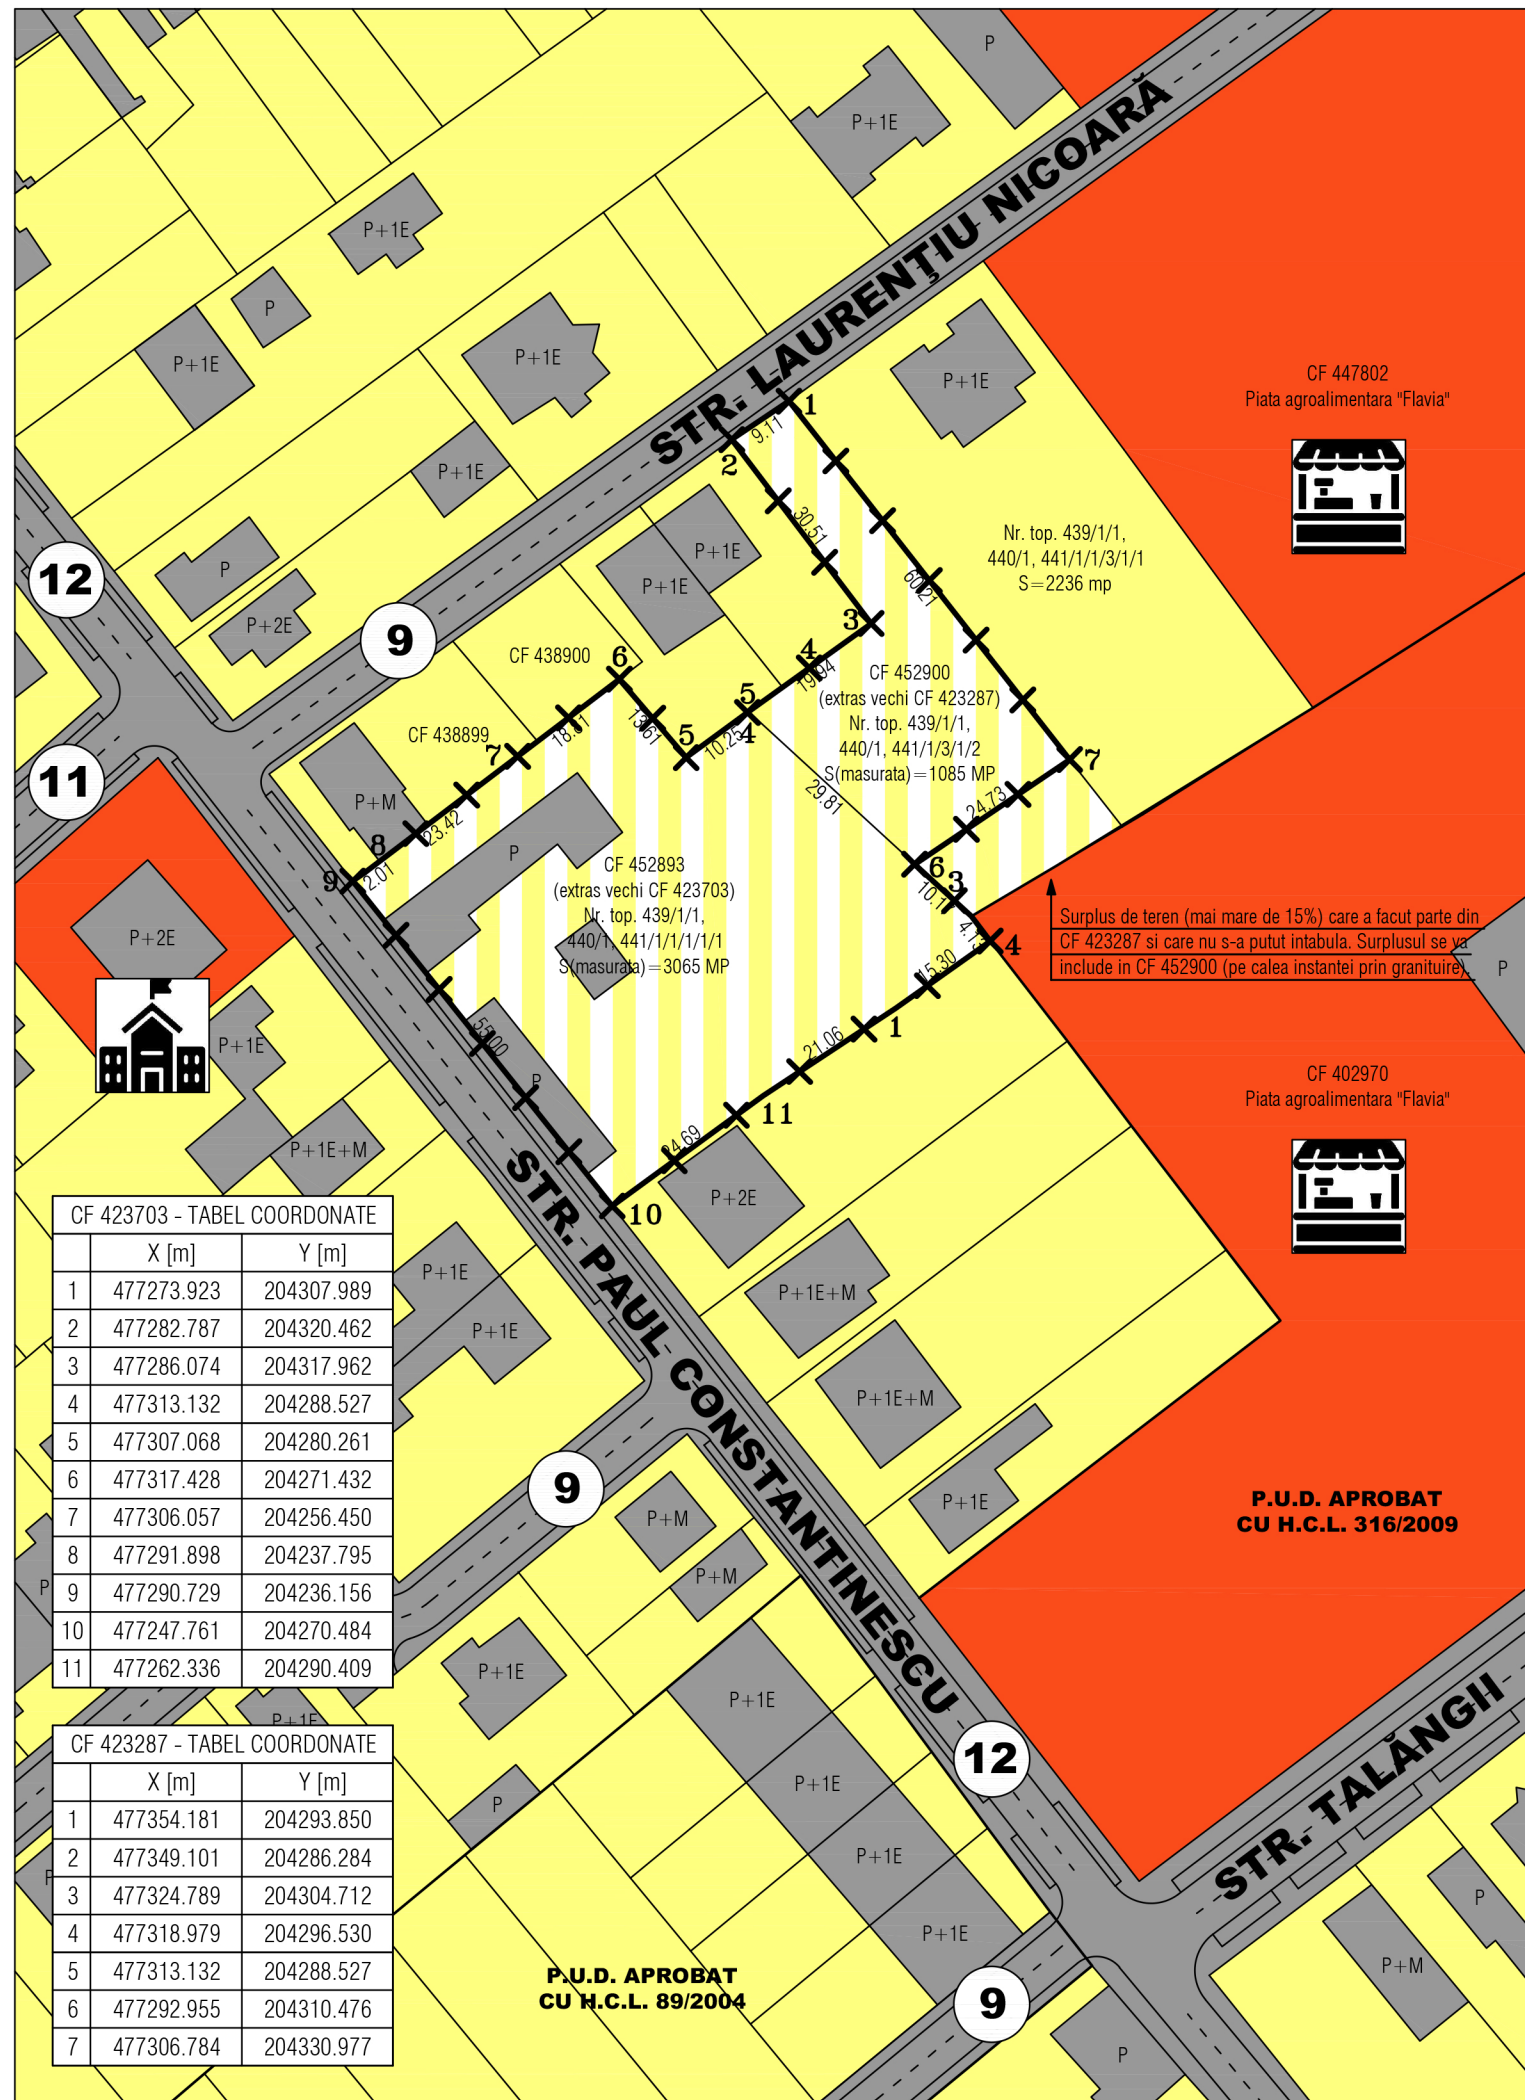 P
P+1E
STR. LAURENȚIU NICOARĂ
P+1E
P
P+1E
P+1E
P+1E
P+1E
CF 447802
Piata agroalimentara "Flavia"
1
9.11
2
P+1E
30.51
P+1E
P+1E
Nr. top. 439/1/1,
440/1, 441/1/1/3/1/1
S=2236 mp
60.21
12
P
P+2E
9
3
CF 438900
6
4
19.94
CF 452900
(extras vechi CF 423287)
Nr. top. 439/1/1,
440/1, 441/1/3/1/2
S(masurata)=1085 MP
CF 438899
7
18.81
13.61
5
5
4
10.25
7
11
P+M
29.81
24.73
8
23.42
9
2.01
P
CF 452893
(extras vechi CF 423703)
Nr. top. 439/1/1,
440/1, 441/1/1/1/1/1
S(masurata)=3065 MP
6
3
4.13
4
15.30
Surplus de teren (mai mare de 15%) care a facut parte din
CF 423287 si care nu s-a putut intabula. Surplusul se va
include in CF 452900 (pe calea instantei prin granituire).
P
P+2E
P+1E
55.00
P
21.06
1
11
24.69
10
CF 402970
Piata agroalimentara "Flavia"
P+1E+M
P+2E
STR. PAUL CONSTANTINESCU
CF 423703 - TABEL COORDONATE
X [m] Y [m]
1 477273.923 204307.989
2 477282.787 204320.462
3 477286.074 204317.962
4 477313.132 204288.527
5 477307.068 204280.261
6 477317.428 204271.432
7 477306.057 204256.450
8 477291.898 204237.795
9 477290.729 204236.156
10 477247.761 204270.484
11 477262.336 204290.409
P+1E
P+1E
P+1E+M
P+1E+M
P+1E
9
P+M
P+M
P
P.U.D. APROBAT
CU H.C.L. 316/2009
P+1E
P+1E
P+1E
12
STR. TALĂNGII
CF 423287 - TABEL COORDONATE
X [m] Y [m]
1 477354.181 204293.850
2 477349.101 204286.284
3 477324.789 204304.712
4 477318.979 204296.530
5 477313.132 204288.527
6 477292.955 204310.476
7 477306.784 204330.977
P
P+1E
P+1E
P+1E
P
P+M
P.U.D. APROBAT
CU H.C.L. 89/2004
9
P